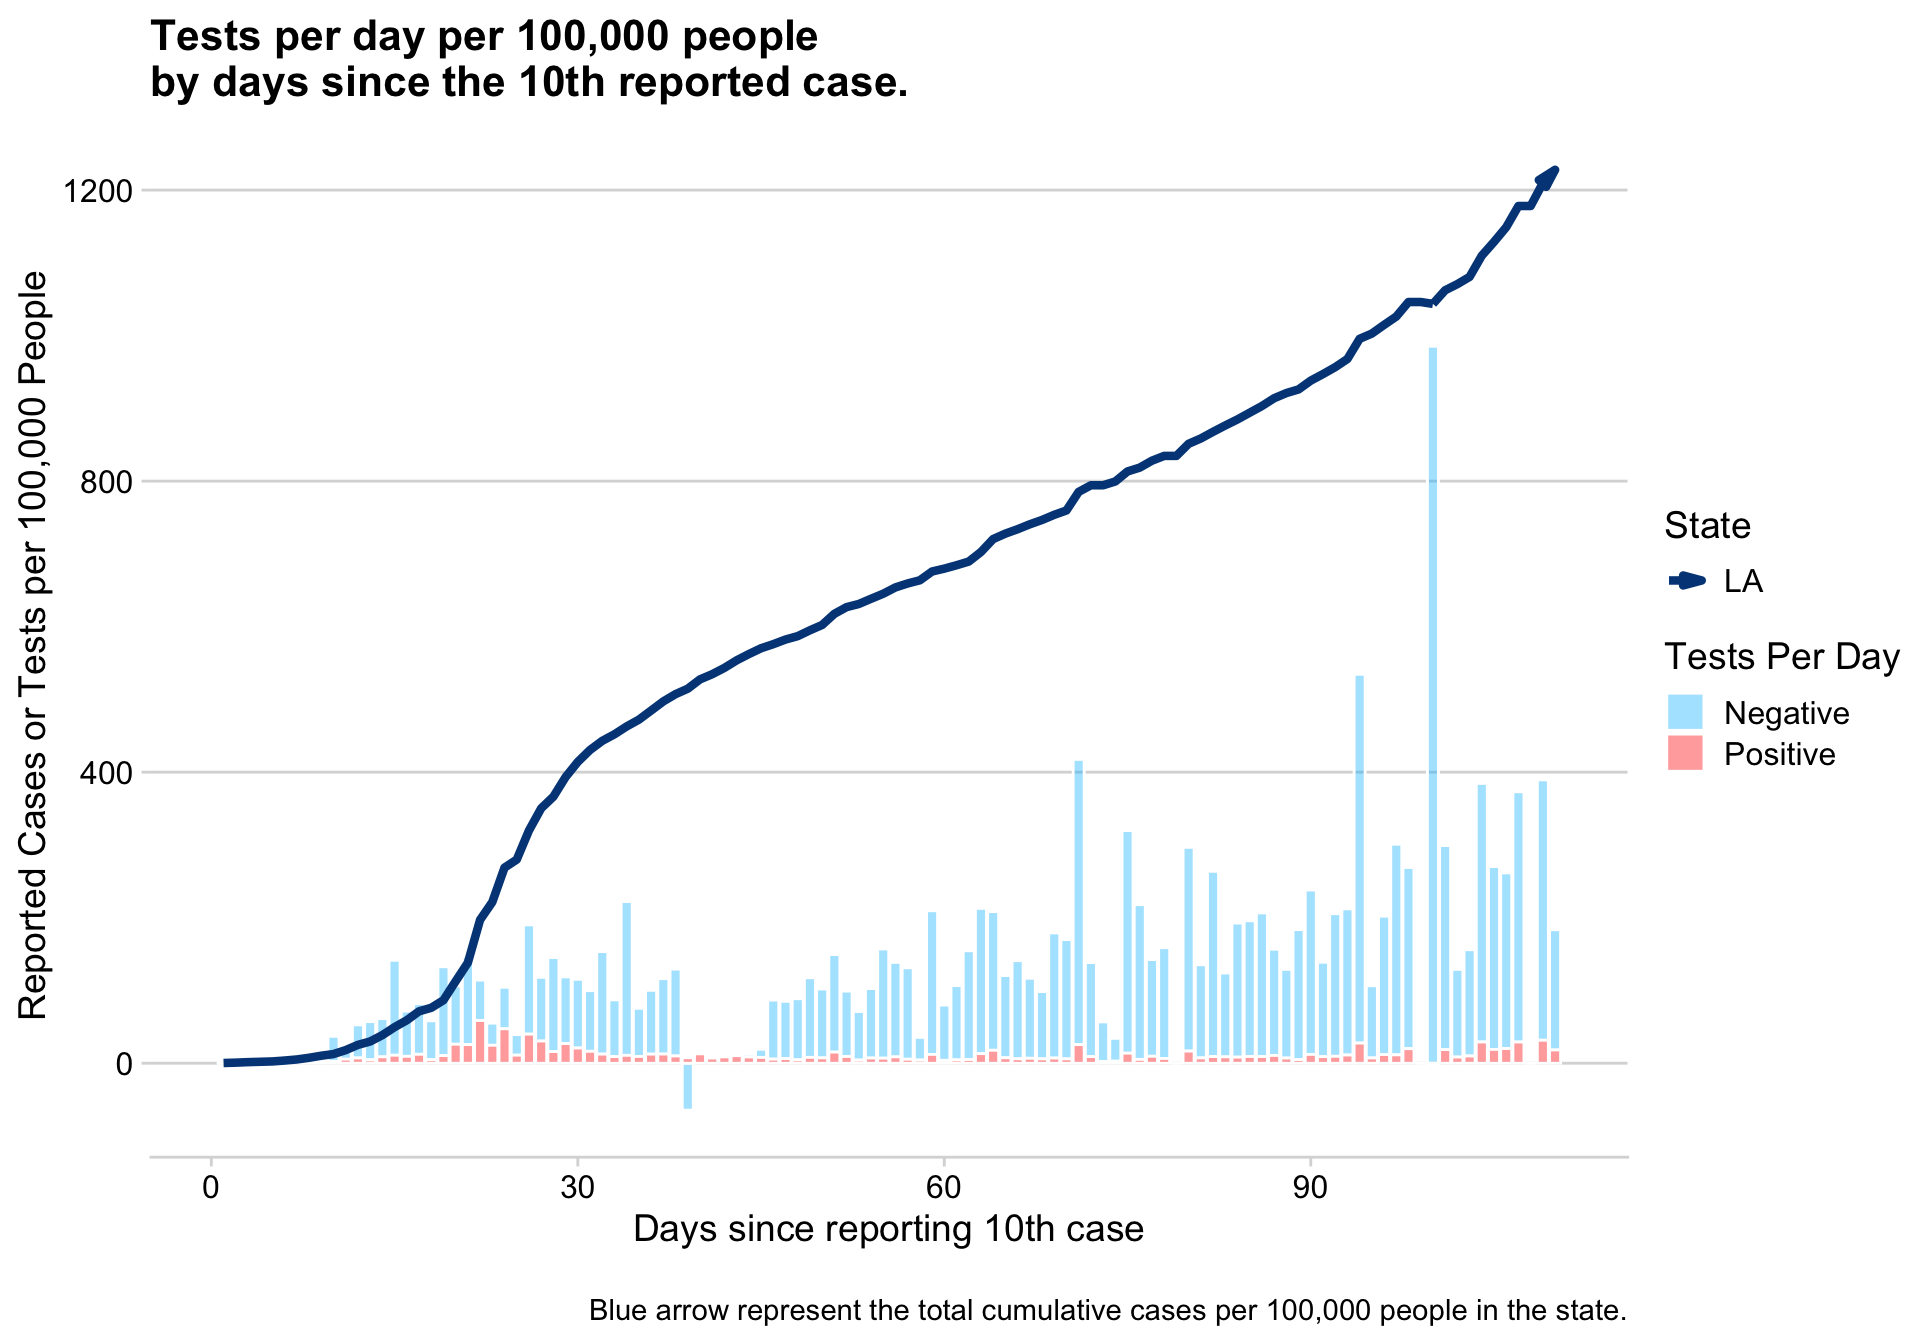 Tests per day per 100,000 people
by days since the 10th reported case.
Reported Cases or Tests per 100,000 People
1200
800
400
0
0
30
60
90
Days since reporting 10th case
State
LA
Tests Per Day
Negative
Positive
Blue arrow represent the total cumulative cases per 100,000 people in the state.